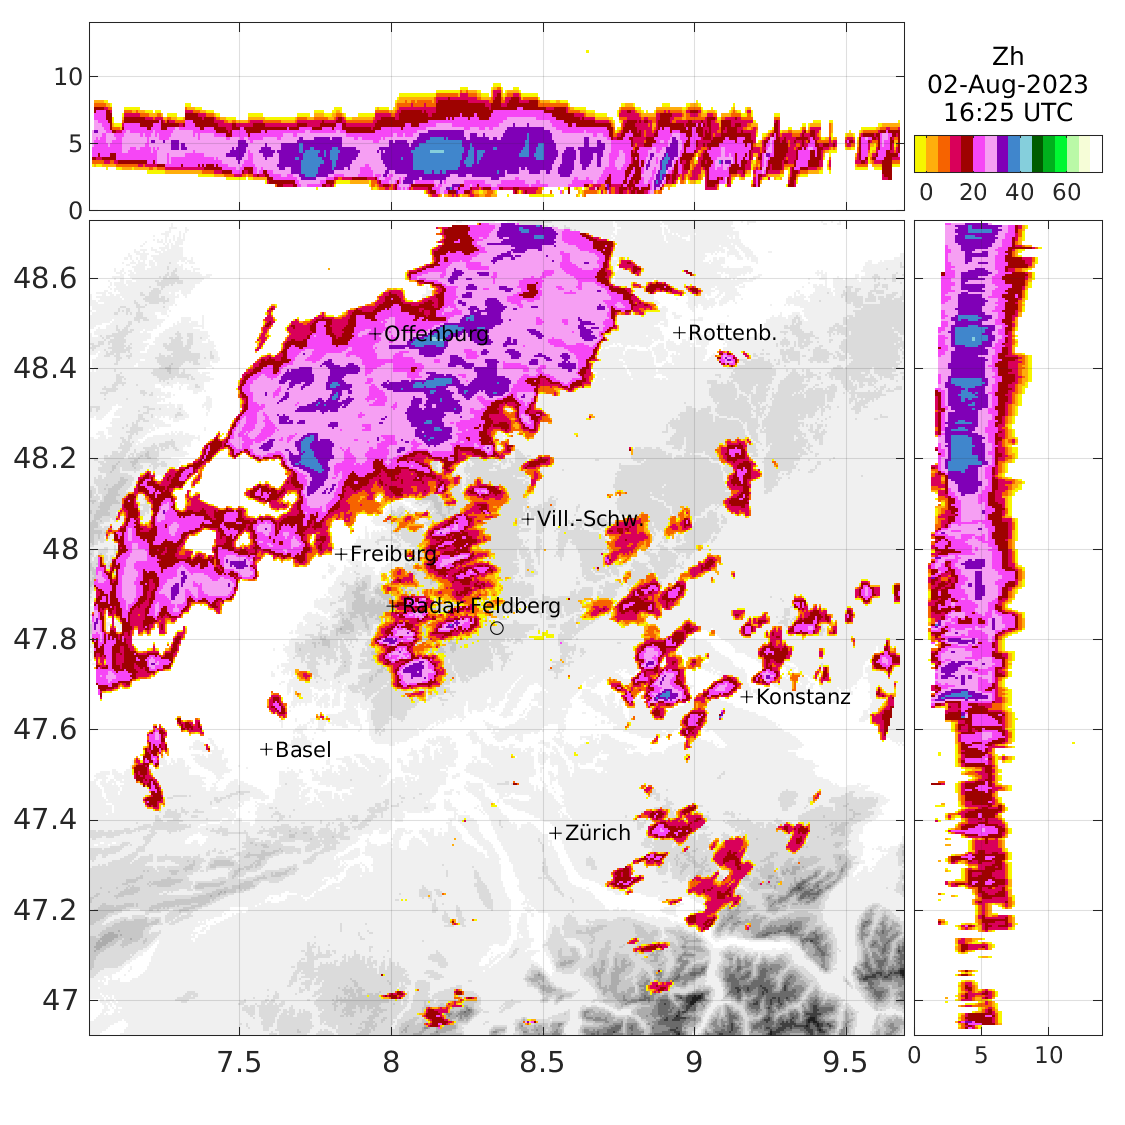 10
5
0
Zh
02-Aug-2023
16:25 UTC
0 20 40 60
48.6
48.4
48.2
48
47.8
47.6
47.4
47.2
47
+Offenburg
+Rottenb.
+Vill.-Schw.
+Freiburg
+Radar Feldberg
+Konstanz
+Basel
+Zürich
7.5 8 8.5 9 9.5
0 5 10